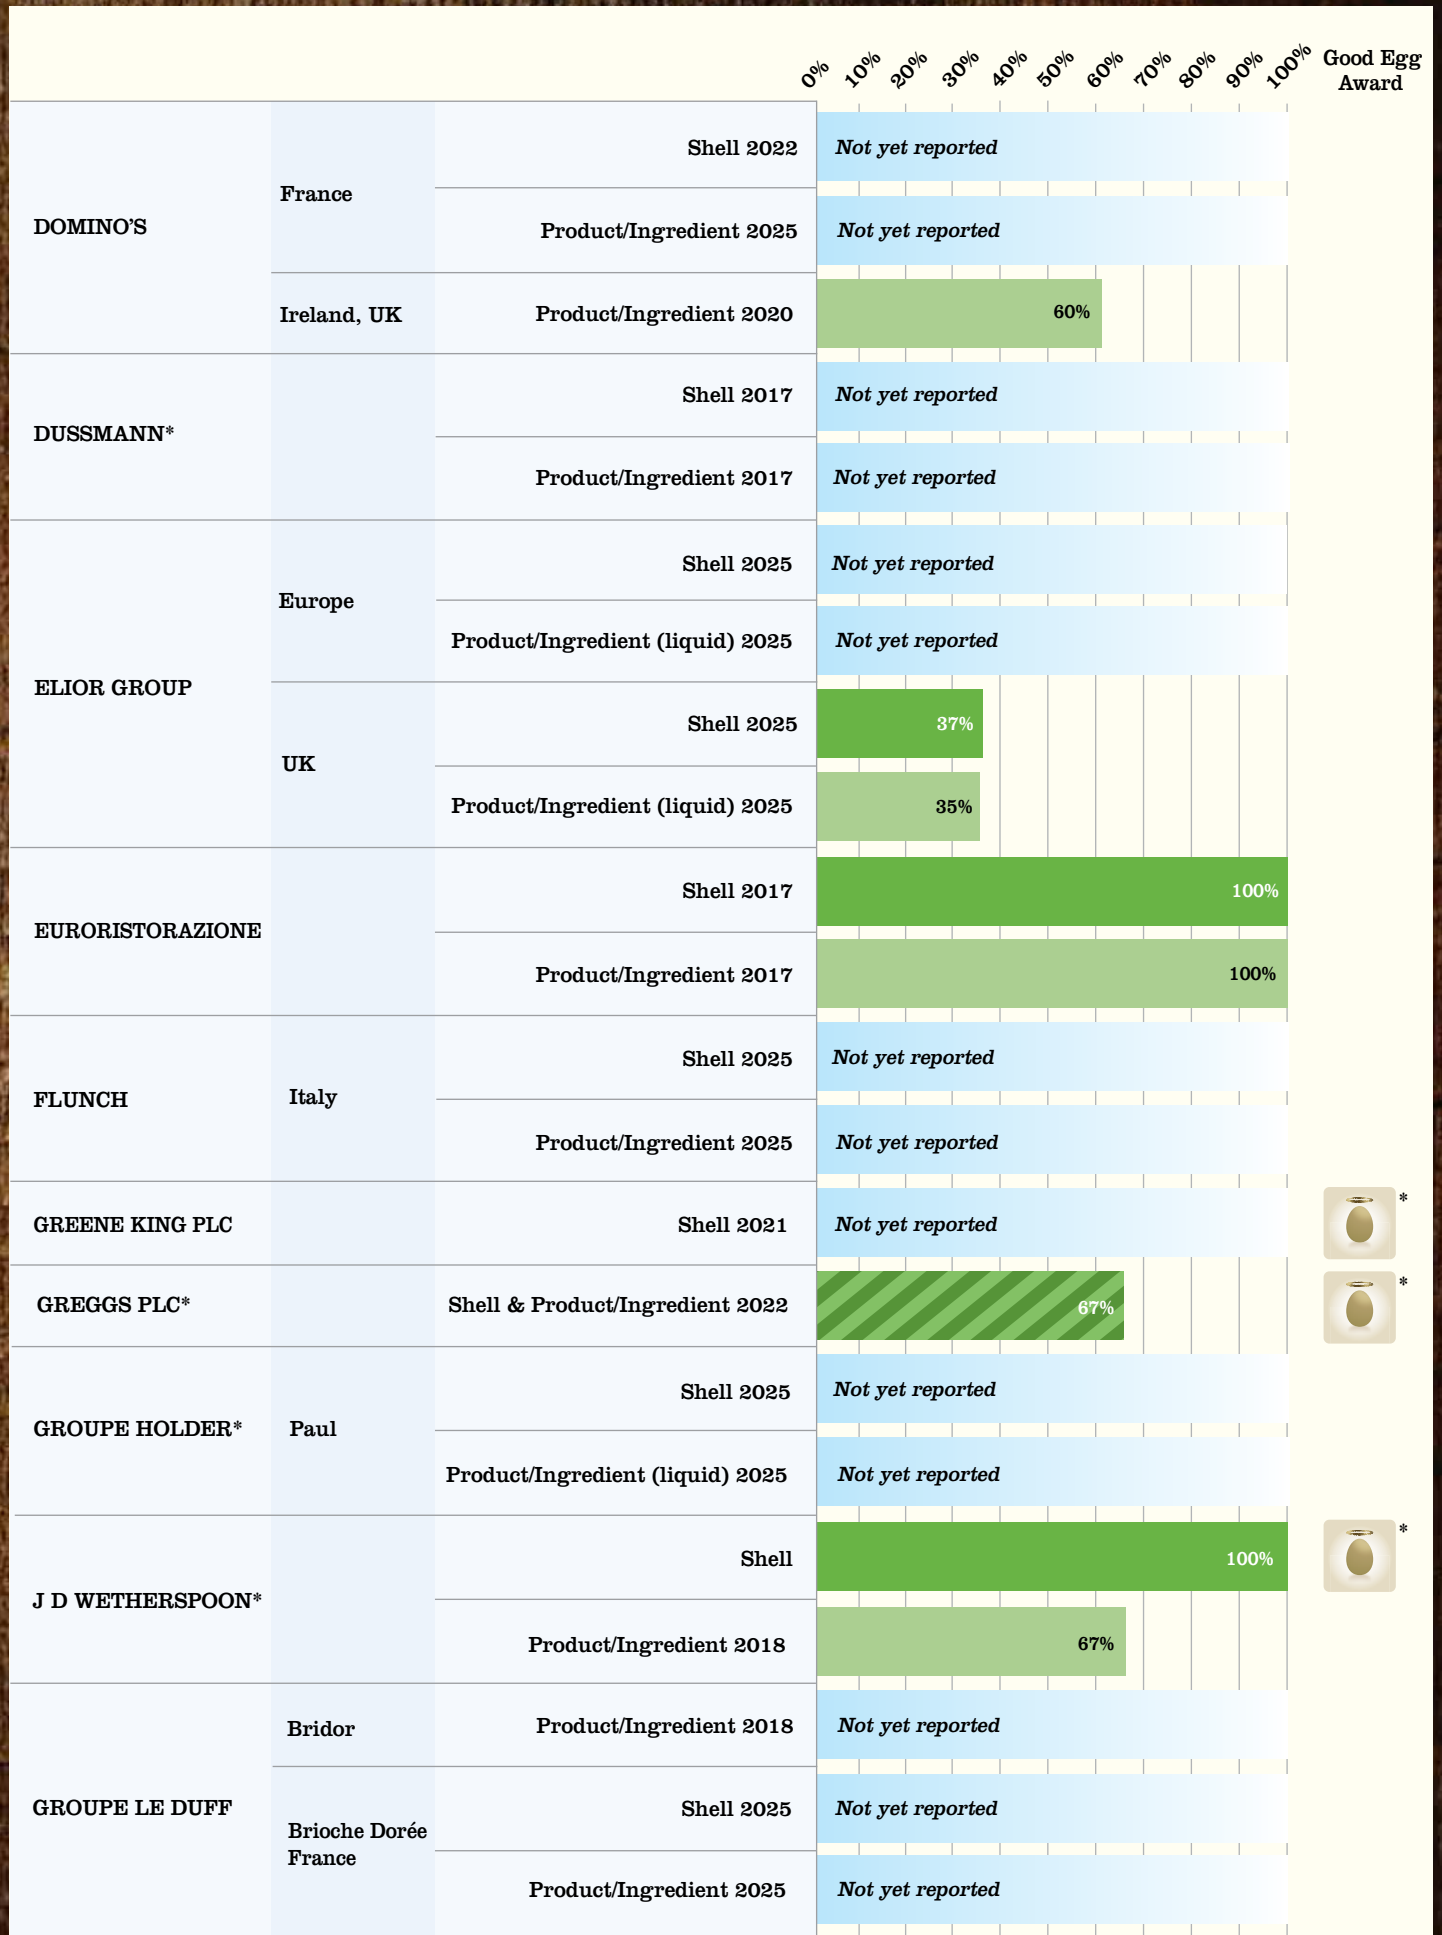 0% 10% 20% 30% 40% 50% 60% 70% 80% 90% 100%
Good Egg
Award
DOMINO'S
France
Shell 2022
Not yet reported
Product/Ingredient 2025
Not yet reported
Ireland, UK
Product/Ingredient 2020
60%
DUSSMANN*
Shell 2017
Not yet reported
Product/Ingredient 2017
Not yet reported
ELIOR GROUP
Europe
Shell 2025
Not yet reported
Product/Ingredient (liquid) 2025
Not yet reported
UK
Shell 2025
37%
Product/Ingredient (liquid) 2025
35%
EURORISTORAZIONE
Shell 2017
100%
Product/Ingredient 2017
100%
FLUNCH
Italy
Shell 2025
Not yet reported
Product/Ingredient 2025
Not yet reported
GREENE KING PLC
Shell 2021
Not yet reported
*
GREGGS PLC*
Shell & Product/Ingredient 2022
67%
*
GROUPE HOLDER*
Paul
Shell 2025
Not yet reported
Product/Ingredient (liquid) 2025
Not yet reported
J D WETHERSPOON*
Shell
100%
*
Product/Ingredient 2018
67%
GROUPE LE DUFF
Bridor
Product/Ingredient 2018
Not yet reported
Brioche Dorée
France
Shell 2025
Not yet reported
Product/Ingredient 2025
Not yet reported